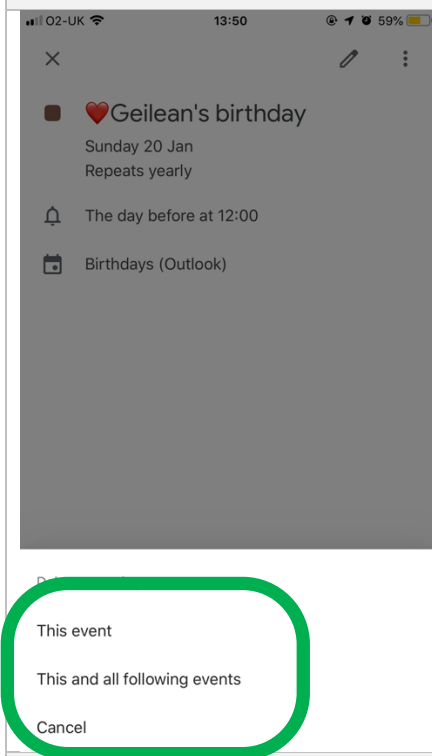 O2-UK 13:50 59%
❤️Geilean's birthday
Sunday 20 Jan
Repeats yearly
The day before at 12:00
Birthdays (Outlook)
This event
This and all following events
Cancel